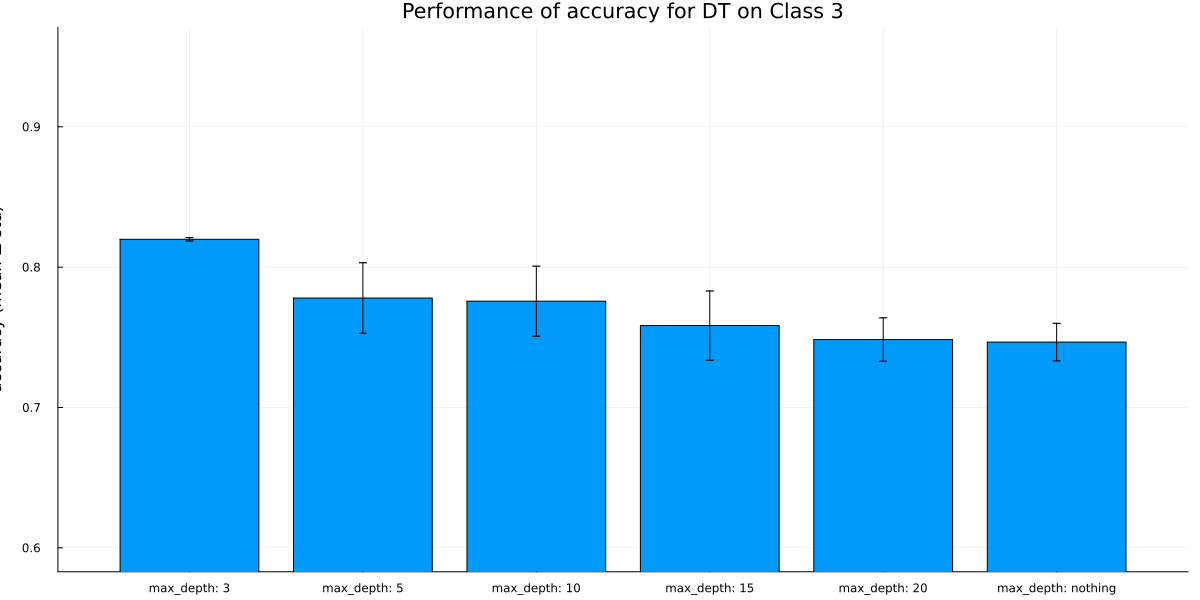 Performance of accuracy for DT on Class 3
0.9
0.8
0.7
0.6
max_depth: 3
max_depth: 5
max_depth: 10
max_depth: 15
max_depth: 20
max_depth: nothing